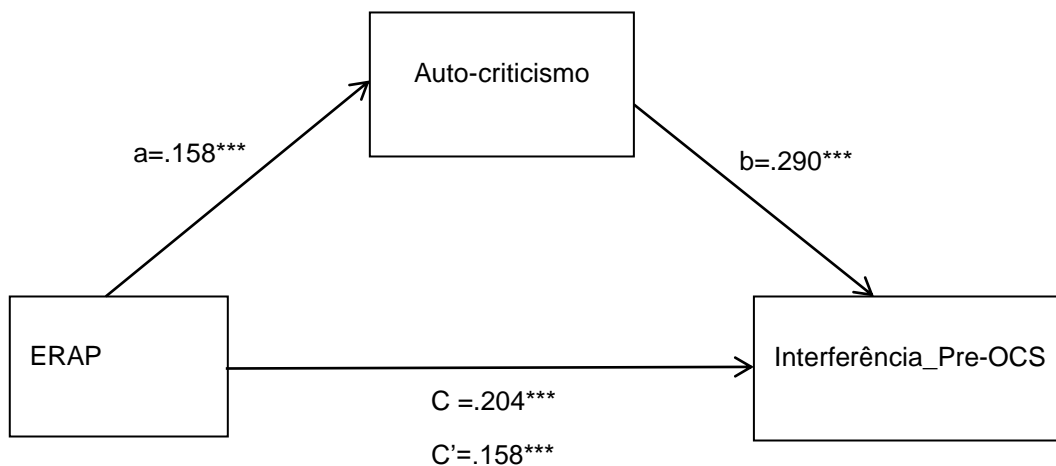 Auto-criticismo
a=.158***
b=.290***
ERAP
Interferência_Pre-OCS
C =.204***
C’=.158***